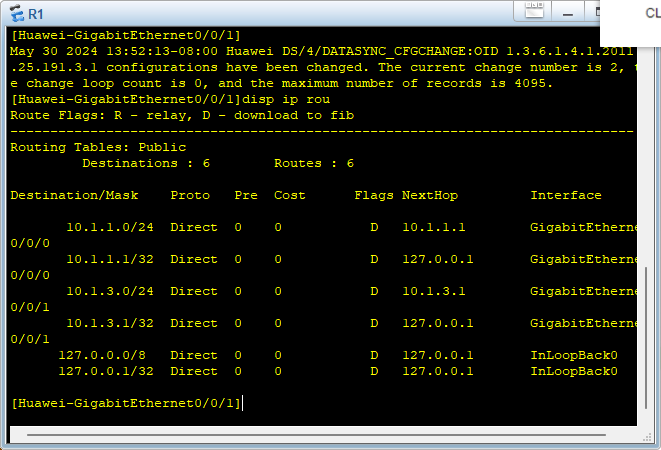 R1
CL
[Huawei-GigabitEthernet0/0/1]
May 30 2024 13:52:13-08:00 Huawei DS/4/DATASYNC_CFGCHANGE:OID 1.3.6.1.4.1.2011
.25.191.3.1 configurations have been changed. The current change number is 2, t
e change loop count is 0, and the maximum number of records is 4095.
[Huawei-GigabitEthernet0/0/1]disp ip rou
Route Flags: R - relay, D - download to fib
------------------------------------------------------------------------------
Routing Tables: Public
         Destinations : 6        Routes : 6
Destination/Mask    Proto   Pre  Cost      Flags NextHop         Interface
       10.1.1.0/24  Direct  0    0           D   10.1.1.1        GigabitEtherne
0/0/0
       10.1.1.1/32  Direct  0    0           D   127.0.0.1       GigabitEtherne
0/0/0
       10.1.3.0/24  Direct  0    0           D   10.1.3.1        GigabitEtherne
0/0/1
       10.1.3.1/32  Direct  0    0           D   127.0.0.1       GigabitEtherne
0/0/1
      127.0.0.0/8   Direct  0    0           D   127.0.0.1       InLoopBack0
      127.0.0.1/32  Direct  0    0           D   127.0.0.1       InLoopBack0
[Huawei-GigabitEthernet0/0/1]